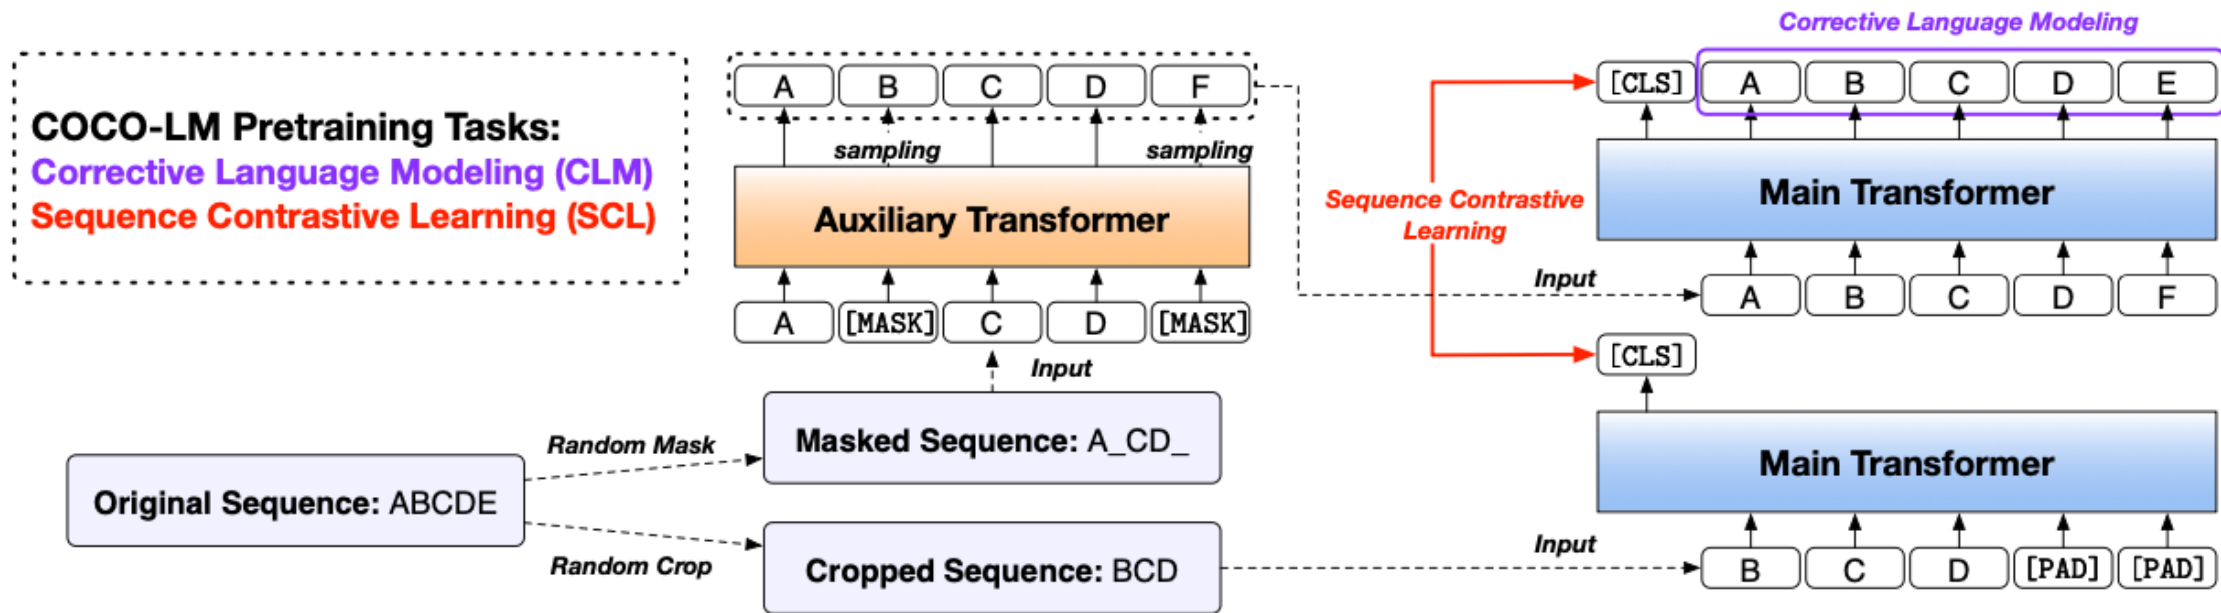 COCO-LM Pretraining Tasks:
Corrective Language Modeling (CLM)
Sequence Contrastive Learning (SCL)
Original Sequence: ABCDE
Random Mask
Random Crop
Masked Sequence: A_CD_
Cropped Sequence: BCD
A B C D F
sampling sampling
Auxiliary Transformer
A [MASK] C D [MASK]
Input
Corrective Language Modeling
[CLS] A B C D E
Main Transformer
Sequence Contrastive
Learning
Input
A B C D F
[CLS]
Main Transformer
Input
B C D [PAD] [PAD]